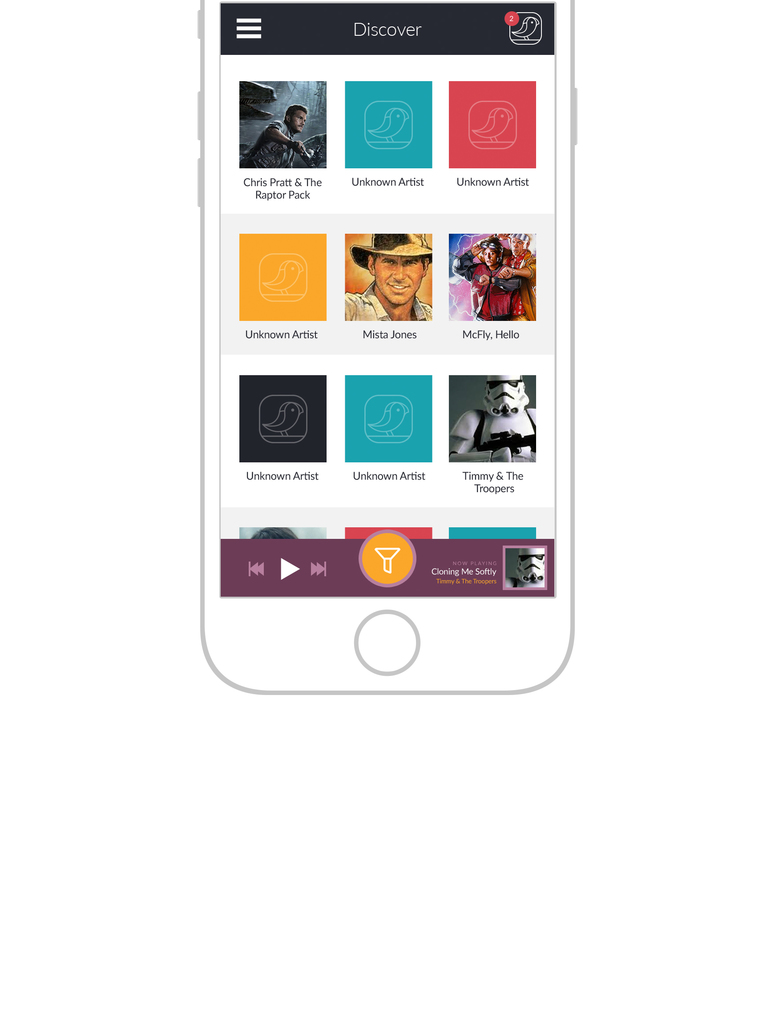 Discover
2
Chris Pratt & The
Raptor Pack
Unknown Artist
Unknown Artist
Unknown Artist
Mista Jones
McFly, Hello
Unknown Artist
Unknown Artist
Timmy & The
Troopers
NOW PLAYING
Cloning Me Softly
Timmy & The Troopers